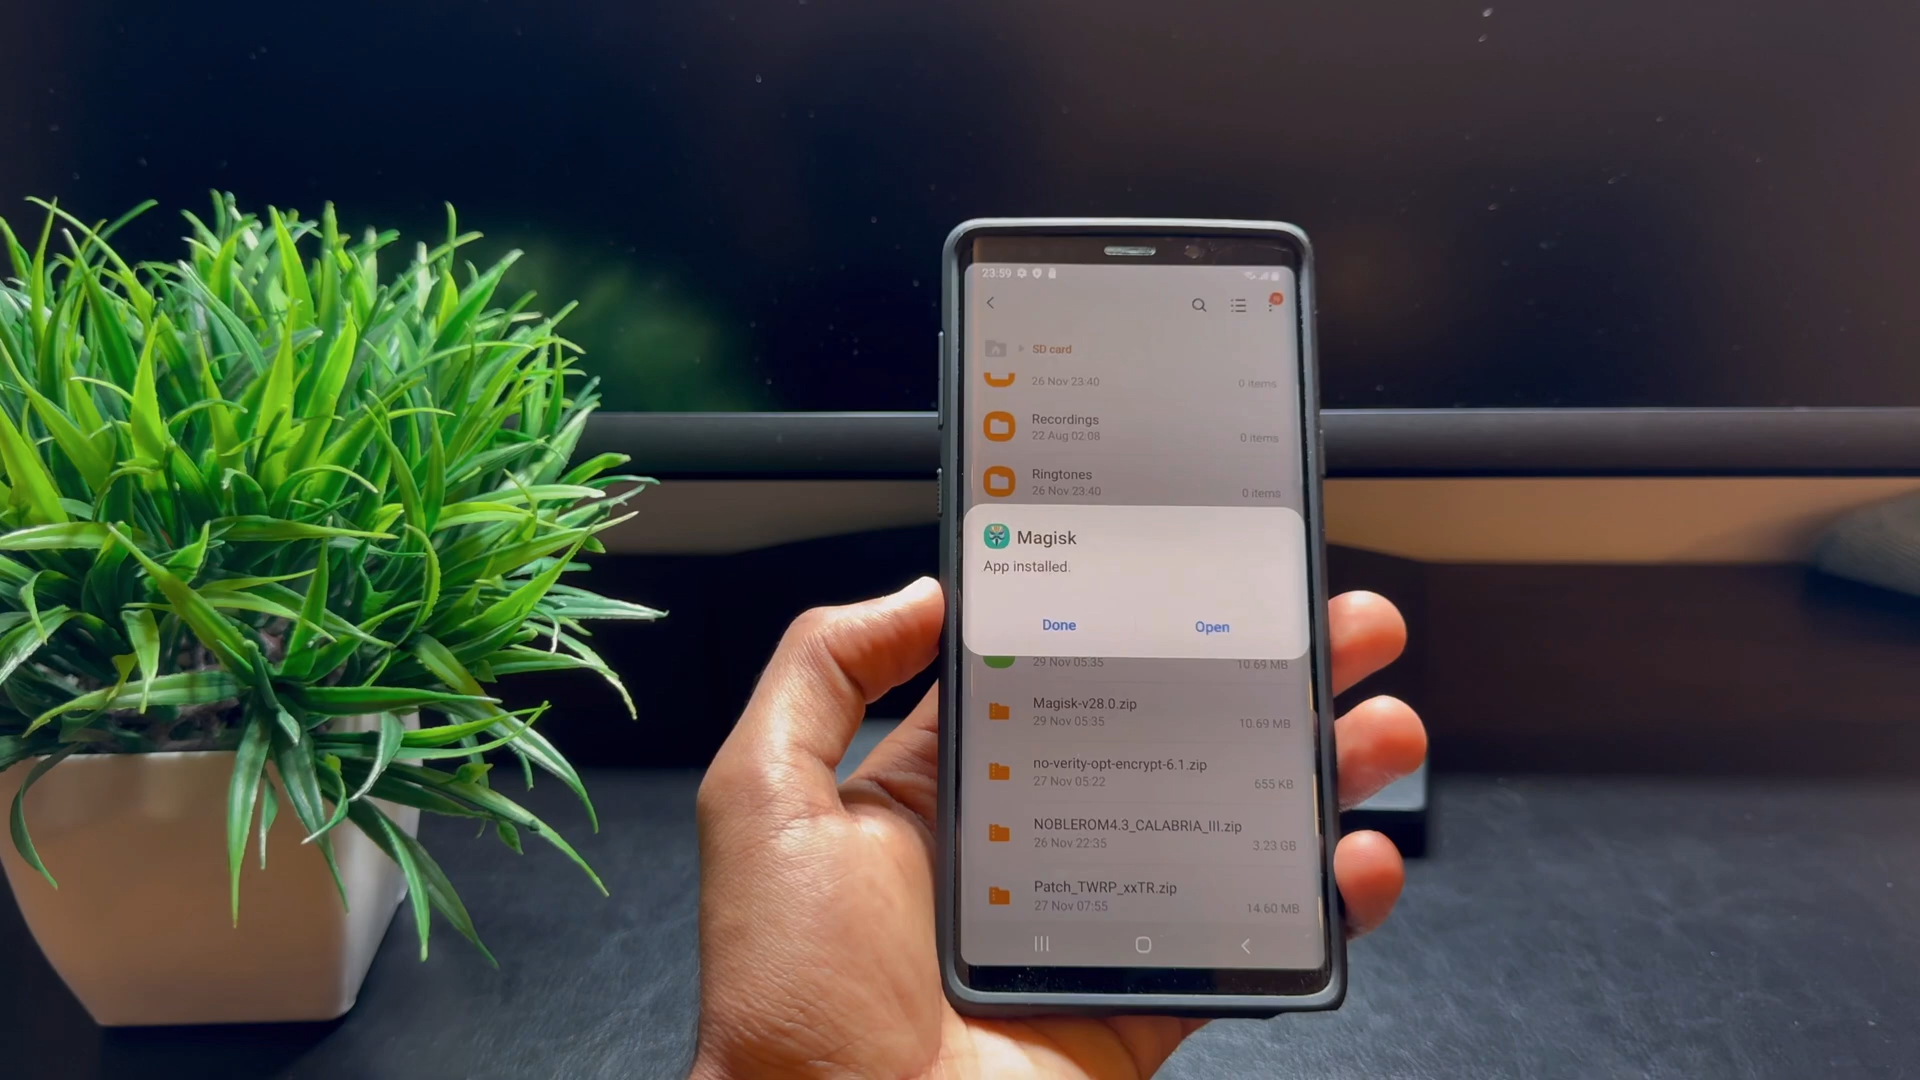 23:59
SD card
26 Nov 23:40
0 items
Recordings
22 Aug 02:08
0 items
Ringtones
26 Nov 23:40
0 items
Magisk
App installed.
Done
Open
29 Nov 05:35
10.69 MB
Magisk-v28.0.zip
29 Nov 05:35
10.69 MB
no-verity-opt-encrypt-6.1.zip
27 Nov 05:22
655 KB
NOBLEROM4.3_CALABRIA_III.zip
26 Nov 22:35
3.23 GB
Patch_TWRP_xxTR.zip
27 Nov 07:55
14.60 MB